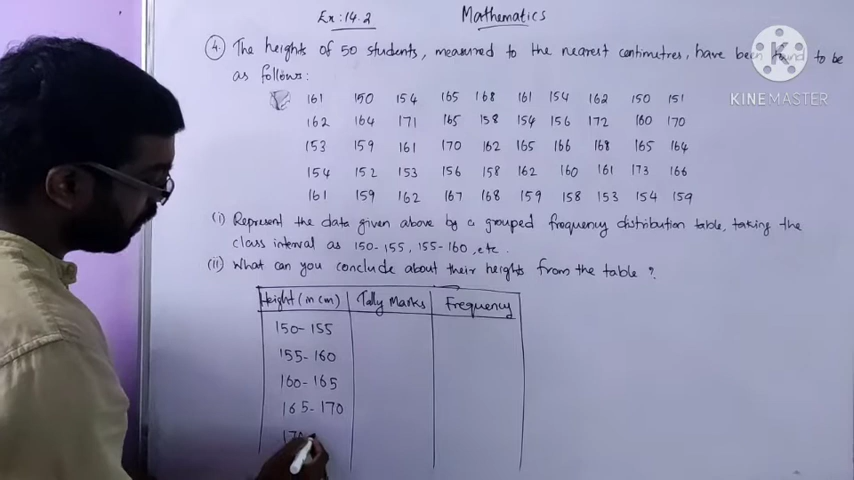 Ex: 14.2 Mathematics
4 The heights of 50 students, measured to the nearest centimetres, have been found to be
as follows:
161 150 154 165 168 161 154 162 150 151
162 164 171 165 158 154 156 172 160 170
153 159 161 170 162 165 166 168 165 164
154 152 153 156 158 162 160 161 173 166
161 159 162 167 168 159 158 153 154 159
(i) Represent the data given above by a grouped frequency distribution table, taking the
class interval as 150-155, 155-160, etc.
(ii) What can you conclude about their heights from the table?
Height (in cm) Tally Marks Frequency
150-155
155-160
160-165
165-170
170
K
KINEMASTER